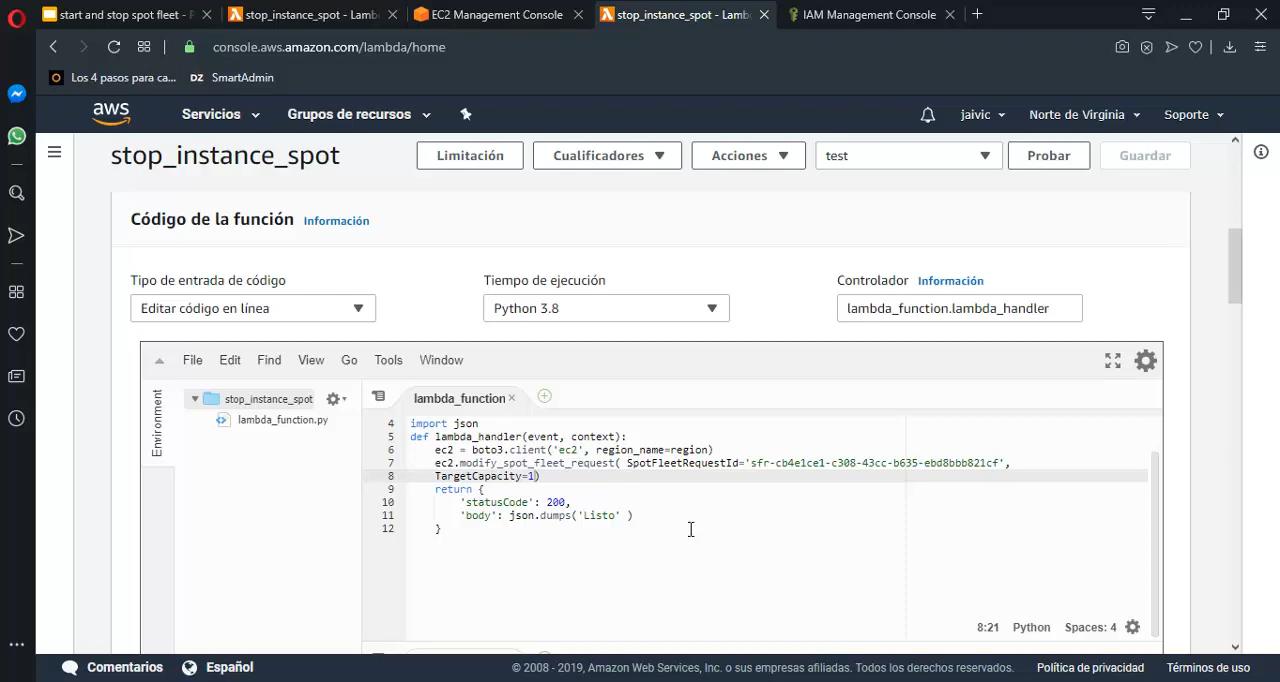 start and stop spot fleet - P
stop_instance_spot - Lamb
EC2 Management Console
stop_instance_spot - Lamb
IAM Management Console
console.aws.amazon.com/lambda/home
Los 4 pasos para ca...
DZ SmartAdmin
aws
Servicios
Grupos de recursos
jaivic
Norte de Virginia
Soporte
stop_instance_spot
Limitación
Cualificadores
Acciones
test
Probar
Guardar
Código de la función
Información
Tipo de entrada de código
Tiempo de ejecución
Controlador
Información
Editar código en línea
Python 3.8
lambda_function.lambda_handler
File
Edit
Find
View
Go
Tools
Window
Environment
stop_instance_spot
lambda_function.py
lambda_function
4 import json
5 def lambda_handler(event, context):
6 ec2 = boto3.client('ec2', region_name=region)
7 ec2.modify_spot_fleet_request( SpotFleetRequestId='sfr-cb4e1ce1-c308-43cc-b635-ebd8bbb821cf',
8 TargetCapacity=1)
9 return {
10 'statusCode': 200,
11 'body': json.dumps('Listo' )
12 }
8:21 Python Spaces: 4
Comentarios
Español
© 2008 - 2019, Amazon Web Services, Inc. o sus empresas afiliadas. Todos los derechos reservados.
Política de privacidad
Términos de uso